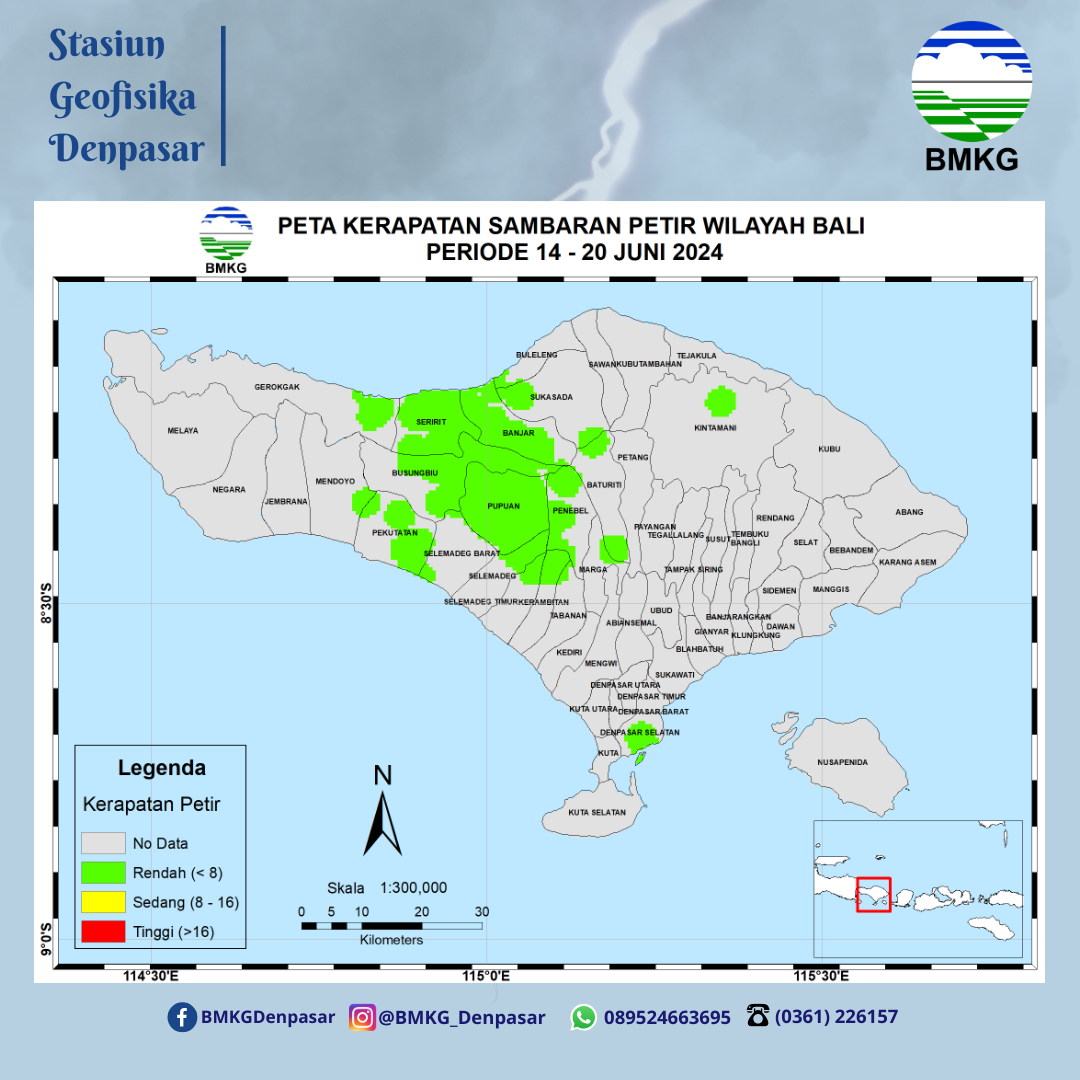 Stasiun
Geofisika
Denpasar
BMKG
BMKG
PETA KERAPATAN SAMBARAN PETIR WILAYAH BALI
PERIODE 14 - 20 JUNI 2024
BULELENG
SAWAN
KUBUTAMBAHAN
TEJAKULA
GEROKGAK
SUKASADA
MELAYA
SERIRIT
BANJAR
KINTAMANI
KUBU
PETANG
BUSUNGBIU
MENDOYO
BATURITI
NEGARA
JEMBRANA
PUPUAN
PENEBEL
ABANG
RENDANG
PEKUTATAN
PAYANGAN
TEGALLALANG
SUSUT
TEMBUKU
BANGLI
SELAT
BEBANDEM
SELEMADEG BARAT
KARANG ASEM
MARGA
TAMPAK SIRING
SELEMADEG
SIDEMEN
MANGGIS
SELEMADEG TIMUR
KERAMBITAN
TABANAN
UBUD
ABIANSEMAL
BANJARANGKAN
DAWAN
GIANYAR
KLUNGKUNG
BLAHBATUH
KEDIRI
MENGWI
SUKAWATI
DENPASAR UTARA
DENPASAR TIMUR
KUTA UTARA
DENPASAR BARAT
DENPASAR SELATAN
KUTA
NUSAPENIDA
KUTA SELATAN
8°30'S
9°0'S
114°30'E
115°0'E
115°30'E
Legenda
Kerapatan Petir
No Data
Rendah (< 8)
Sedang (8 - 16)
Tinggi (>16)
N
Skala 1:300,000
0 5 10 20 30
Kilometers
BMKGDenpasar @BMKG_Denpasar 089524663695 (0361) 226157